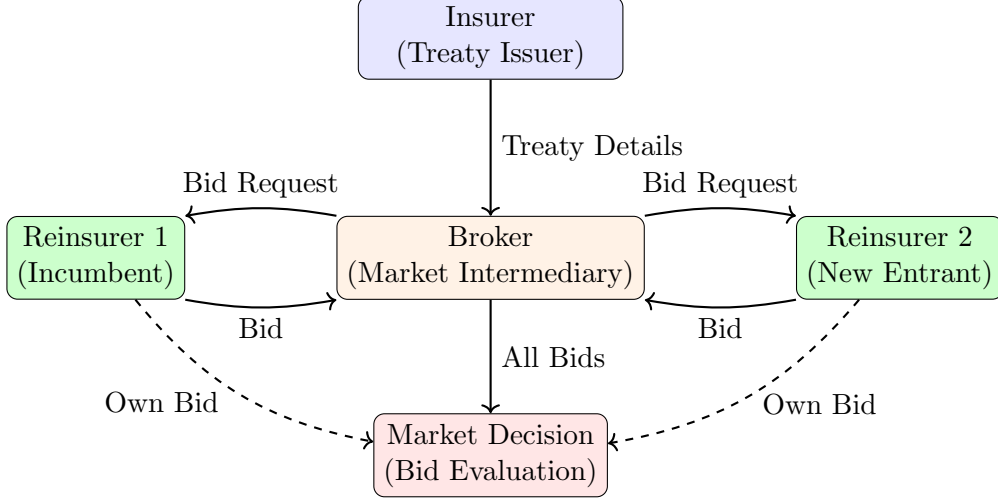 Insurer
(Treaty Issuer)
Treaty Details
Bid Request
Bid Request
Reinsurer 1
(Incumbent)
Broker
(Market Intermediary)
Reinsurer 2
(New Entrant)
Bid
Bid
All Bids
Own Bid
Own Bid
Market Decision
(Bid Evaluation)